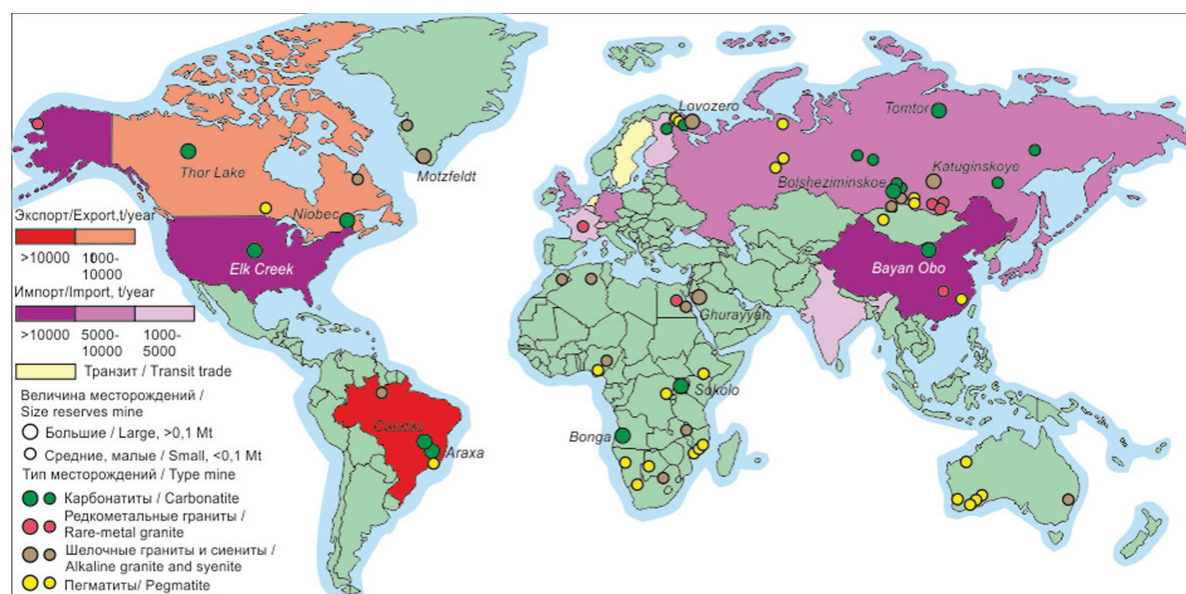 Lovozero
Tomtor
Thor Lake
Motzfeldt
Katuginskoye
Bolsheziminskoe
Niobec
Экспорт/Export,t/year
>10000
1000-
10000
Elk Creek
Bayan Obo
Импорт/Import, t/year
>10000
5000-
10000
1000-
5000
Ghurayyah
Транзит / Transit trade
Величина месторождений /
Size reserves mine
Большие / Large, >0,1 Mt
Средние, малые / Small, <0,1 Mt
Тип месторождений / Type mine
Sokolo
Bonga
Araxa
Карбонатиты / Carbonatite
Редкометальные граниты /
Rare-metal granite
Шелочные граниты и сиениты /
Alkaline granite and syenite
Пегматиты/ Pegmatite